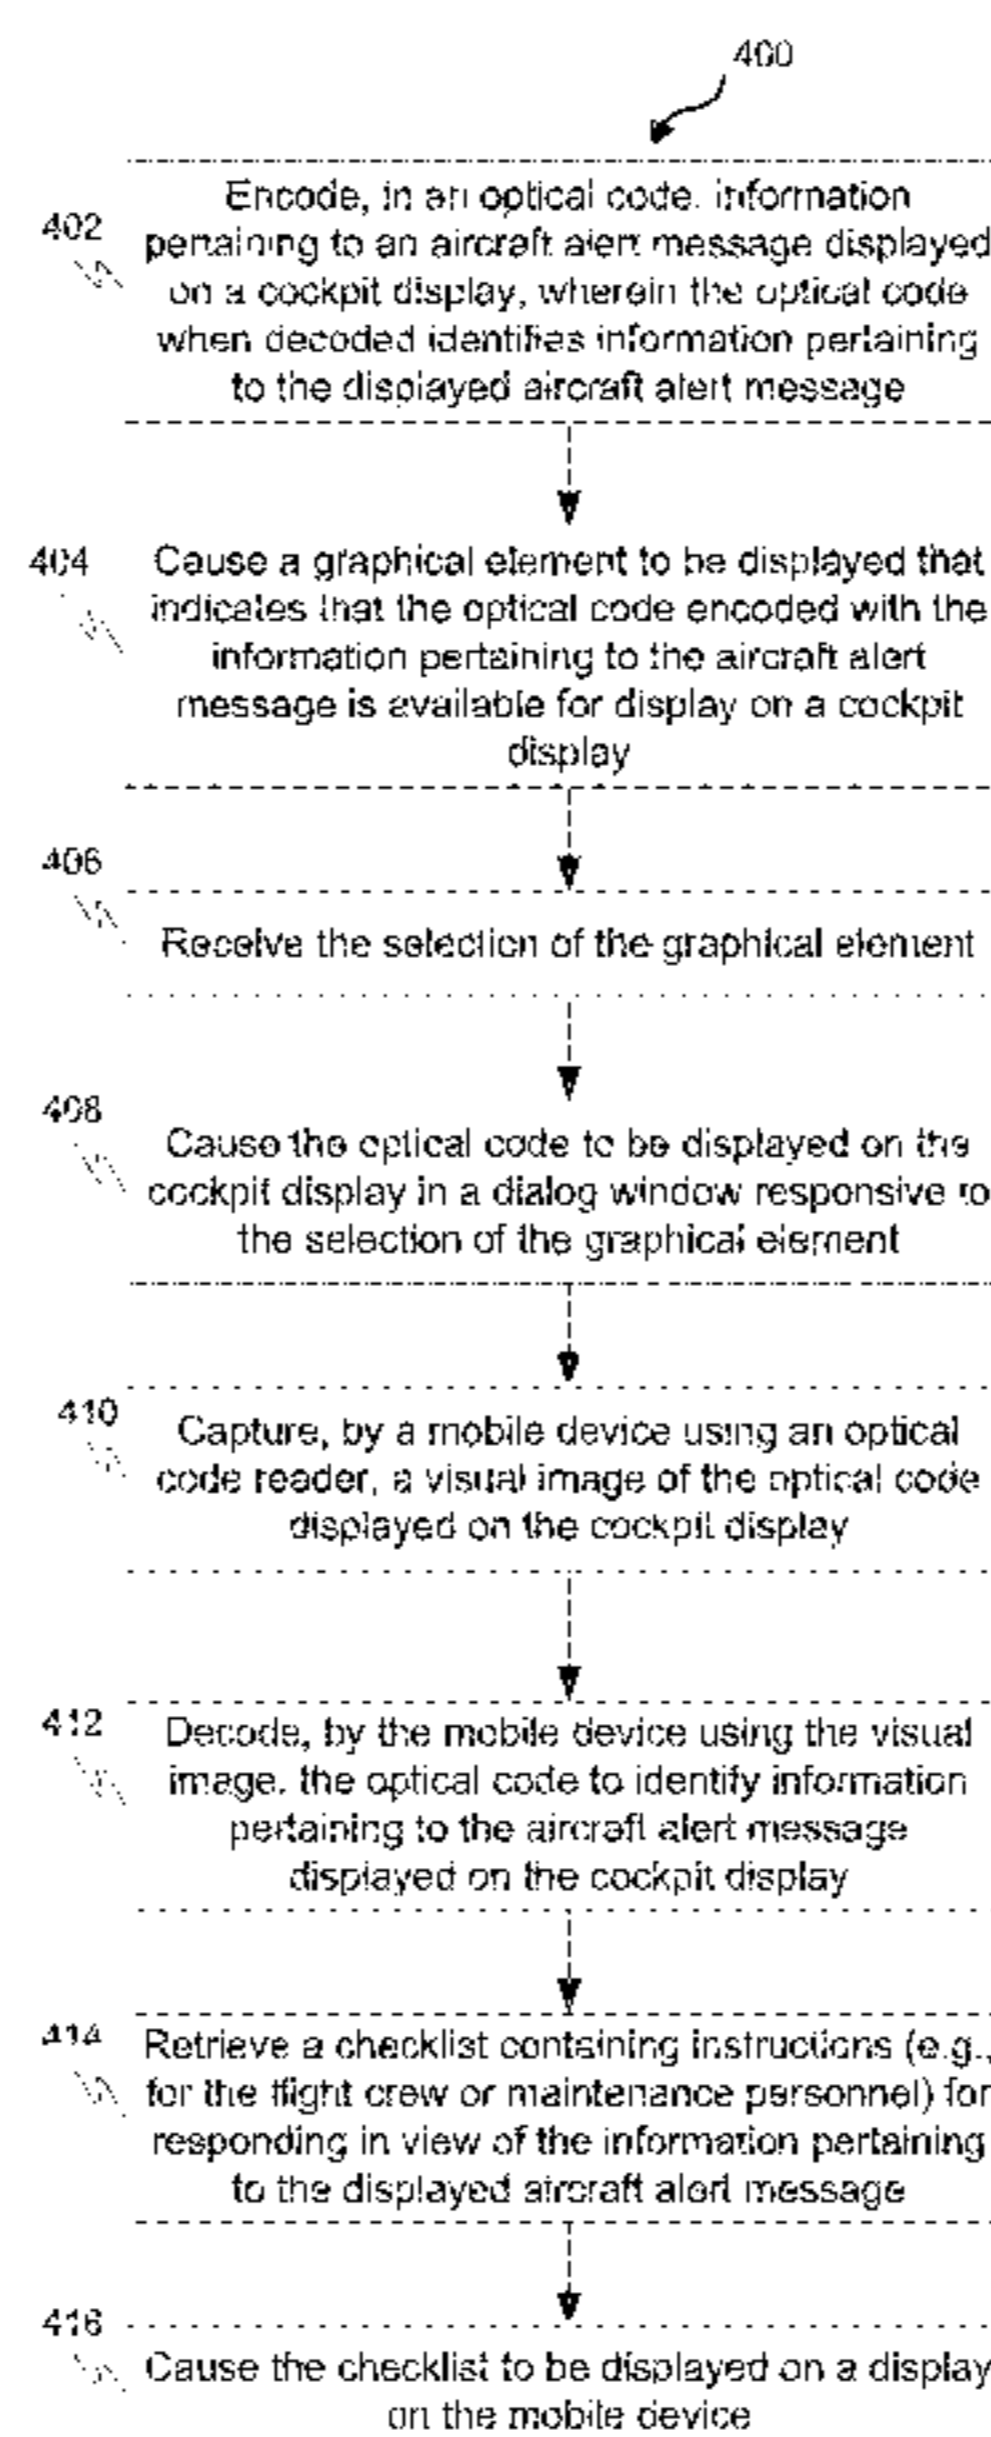 400
402
Encode, in an optical code, information
pertaining to an aircraft alert message displayed
on a cockpit display, wherein the optical code
when decoded identifies information pertaining
to the displayed aircraft alert message
404
Cause a graphical element to be displayed that
indicates that the optical code encoded with the
information pertaining to the aircraft alert
message is available for display on a cockpit
display
406
Receive the selection of the graphical element
408
Cause the optical code to be displayed on the
cockpit display in a dialog window responsive to
the selection of the graphical element
410
Capture, by a mobile device using an optical
code reader, a visual image of the optical code
displayed on the cockpit display
412
Decode, by the mobile device using the visual
image, the optical code to identify information
pertaining to the aircraft alert message
displayed on the cockpit display
414
Retrieve a checklist containing instructions (e.g.,
for the flight crew or maintenance personnel) for
responding in view of the information pertaining
to the displayed aircraft alert message
416
Cause the checklist to be displayed on a display
on the mobile device